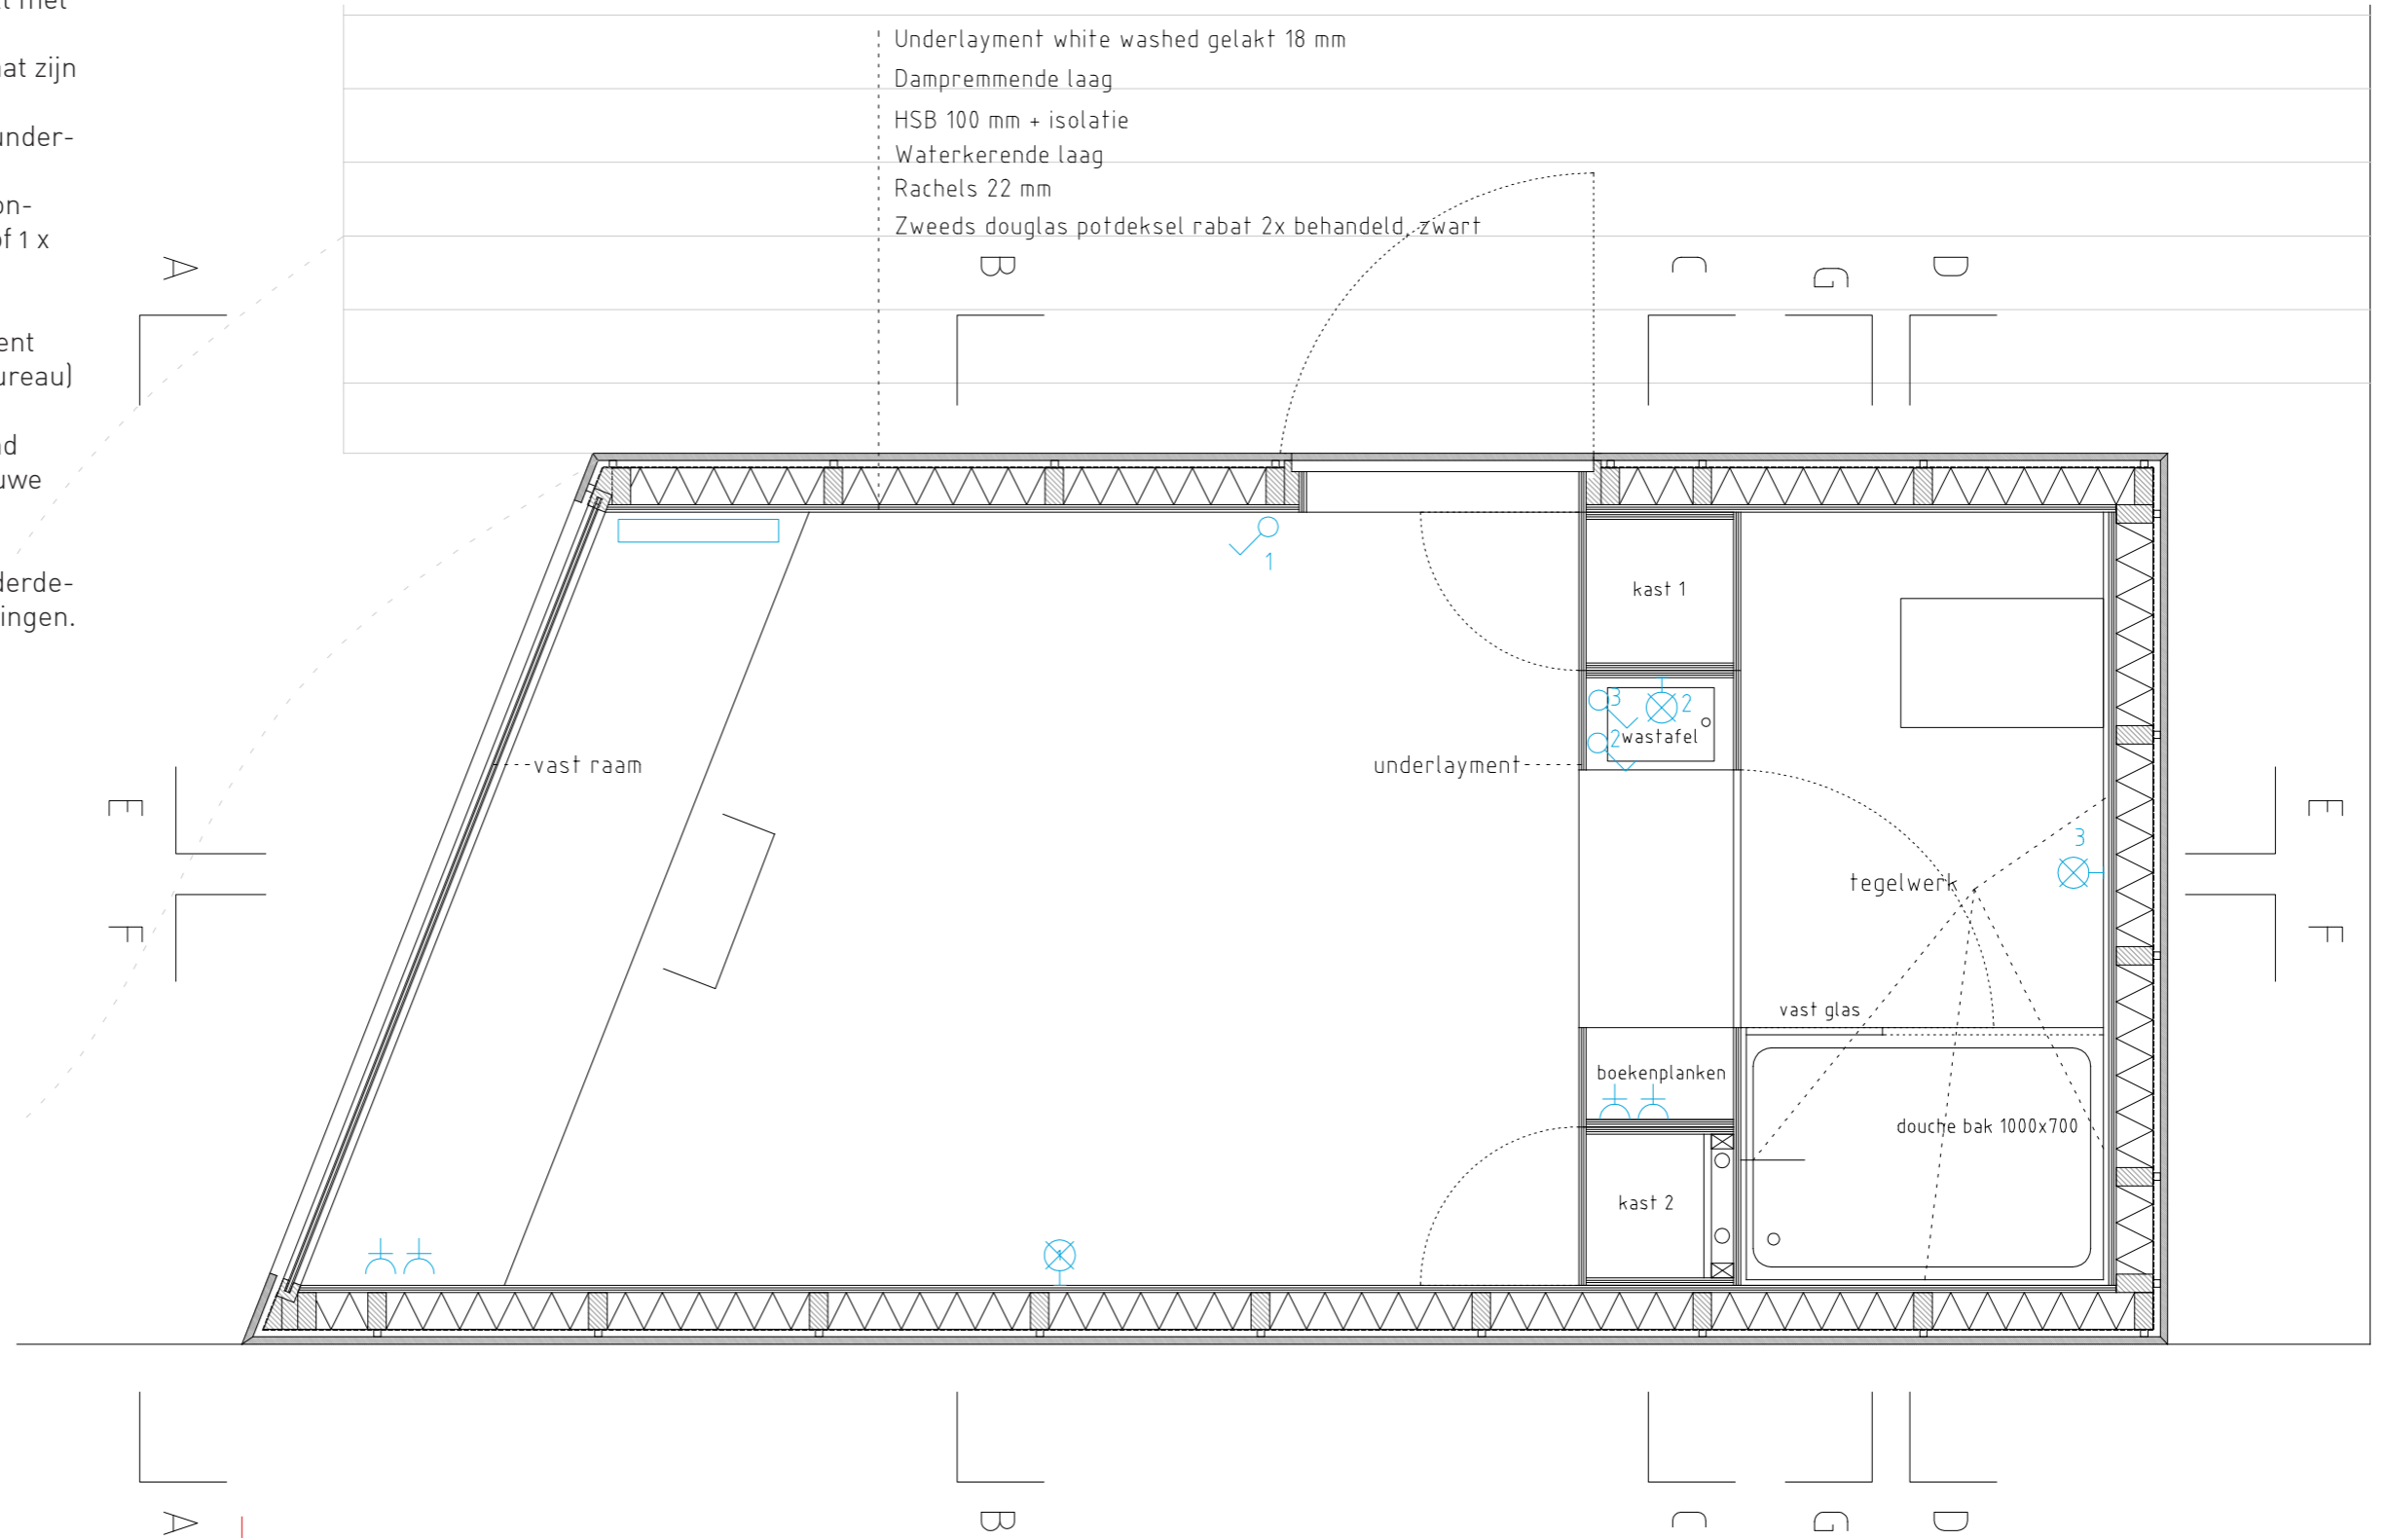 at zijn
under-
on-
of 1 x
ent
ureau)
ad
uwe
derde-
ingen.
Underlayment white washed gelakt 18 mm
Dampremmende laag
HSB 100 mm + isolatie
Waterkerende laag
Rachels 22 mm
Zweeds douglas potdeksel rabat 2x behandeld, zwart
A
B
C
G
D
1
kast 1
3
2
wastafel
2
vast raam
underlayment
E
E
3
tegelwerk
F
F
vast glas
boekenplanken
douche bak 1000x700
kast 2
1
A
B
C
G
D